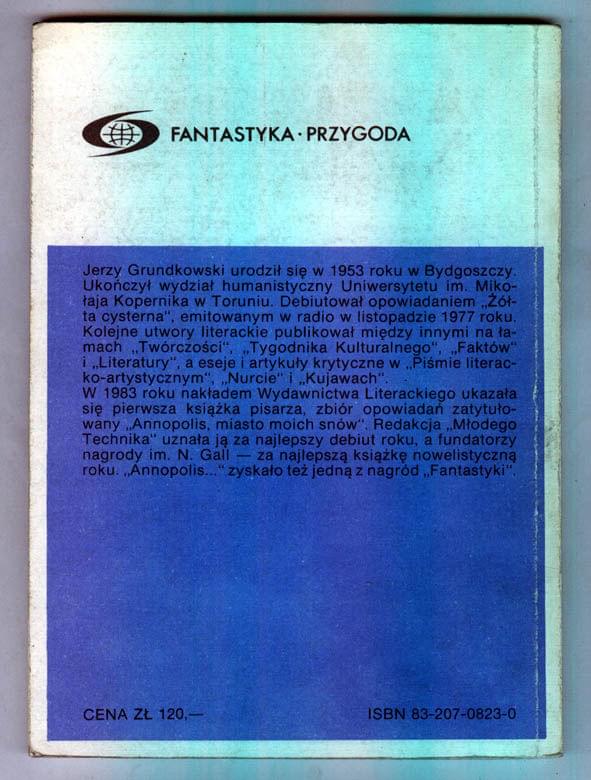 FANTASTYKA · PRZYGODA
Jerzy Grundkowski urodził się w 1953 roku w Bydgoszczy.
Ukończył wydział humanistyczny Uniwersytetu im. Miko-
łaja Kopernika w Toruniu. Debiutował opowiadaniem „Żół-
ta cysterna”, emitowanym w radio w listopadzie 1977 roku.
Kolejne utwory literackie publikował między innymi na ła-
mach „Twórczości”, „Tygodnika Kulturalnego”, „Faktów”
i „Literatury”, a eseje i artykuły krytyczne w „Piśmie literac-
ko-artystycznym”, „Nurcie” i „Kujawach”.
W 1983 roku nakładem Wydawnictwa Literackiego ukazała
się pierwsza książka pisarza, zbiór opowiadań zatytuło-
wany „Annopolis, miasto moich snów”. Redakcja „Młodego
Technika” uznała ją za najlepszy debiut roku, a fundatorzy
nagrody im. N. Gall — za najlepszą książkę nowelistyczną
roku. „Annopolis...” zyskało też jedną z nagród „Fantastyki”.
CENA ZŁ 120,—
ISBN 83-207-0823-0